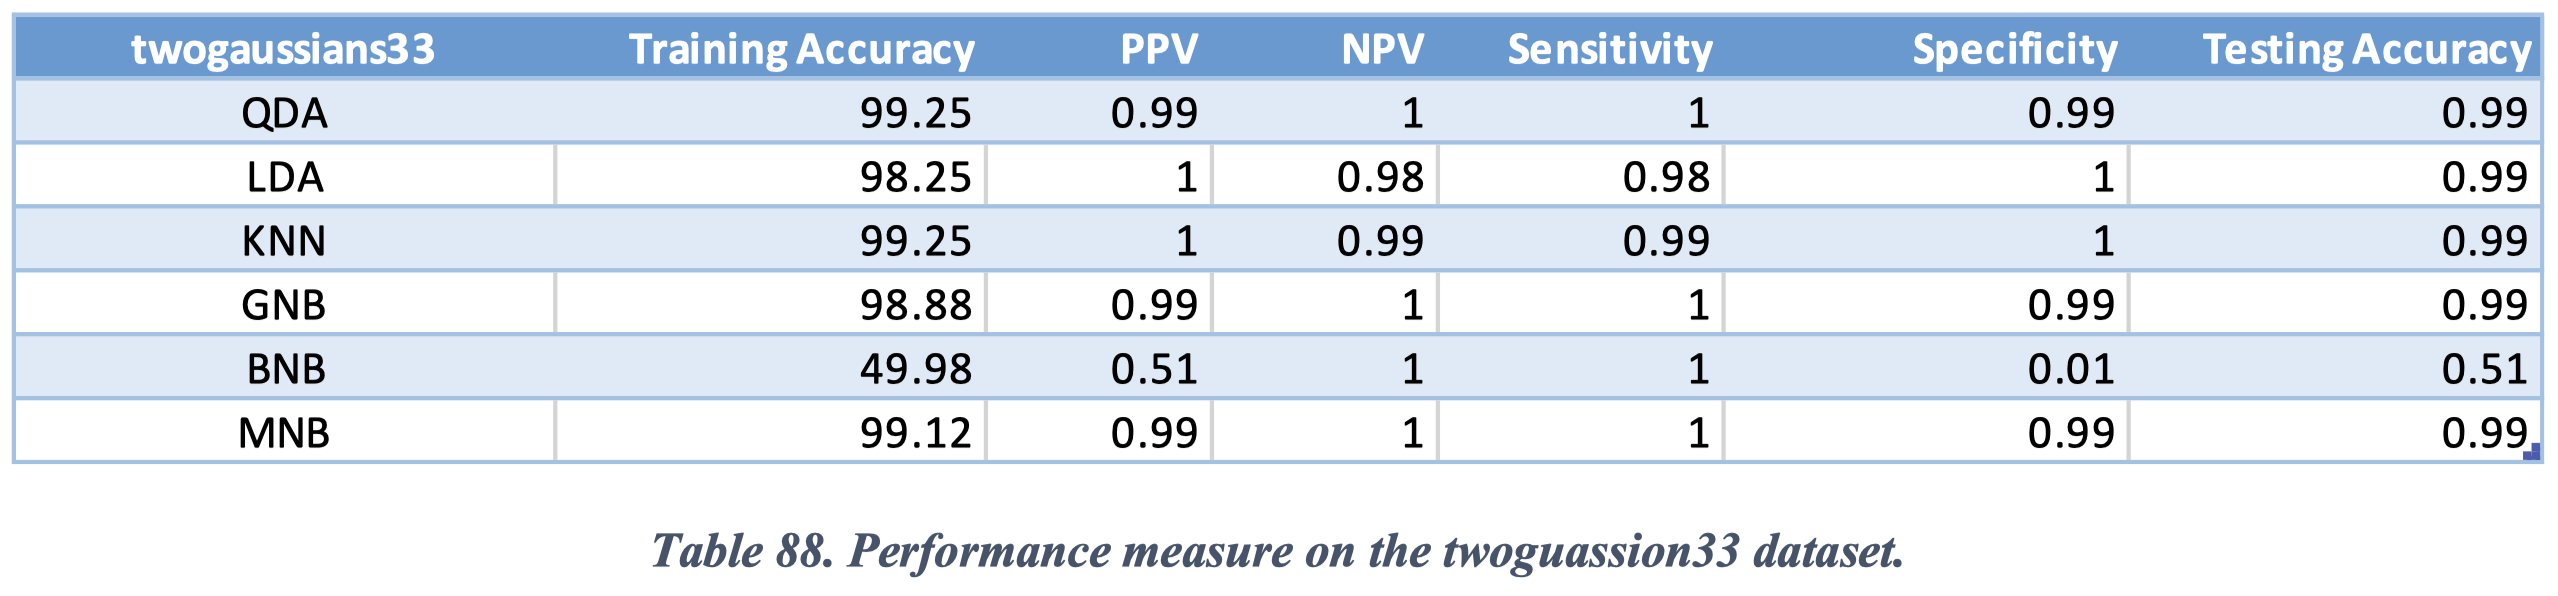 twogaussians33 Training Accuracy PPV NPV Sensitivity Specificity Testing Accuracy
QDA 99.25 0.99 1 1 0.99 0.99
LDA 98.25 1 0.98 0.98 1 0.99
KNN 99.25 1 0.99 0.99 1 0.99
GNB 98.88 0.99 1 1 0.99 0.99
BNB 49.98 0.51 1 1 0.01 0.51
MNB 99.12 0.99 1 1 0.99 0.99
Table 88. Performance measure on the twoguassion33 dataset.